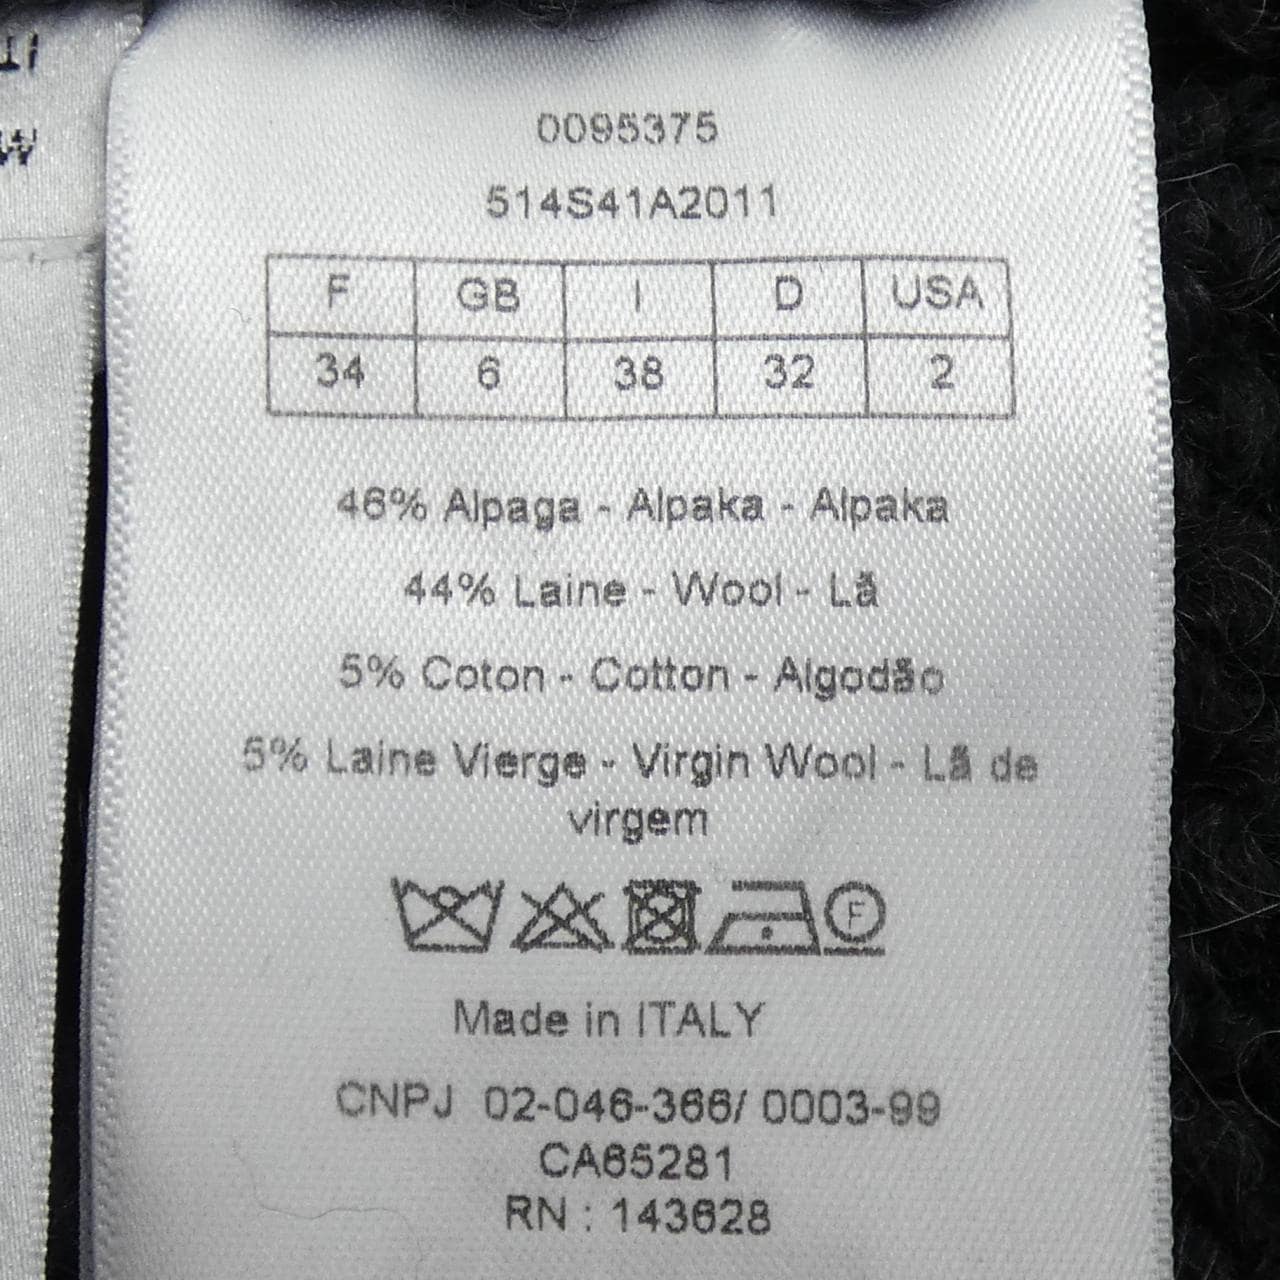 0095375
514S41A2011
F GB I D USA
34 6 38 32 2
46% Alpaga - Alpaka - Alpaka
44% Laine - Wool - Lã
5% Coton - Cotton - Algodão
5% Laine Vierge - Virgin Wool - Lã de
virgem
F
Made in ITALY
CNPJ 02-046-366/ 0003-99
CA65281
RN : 143628